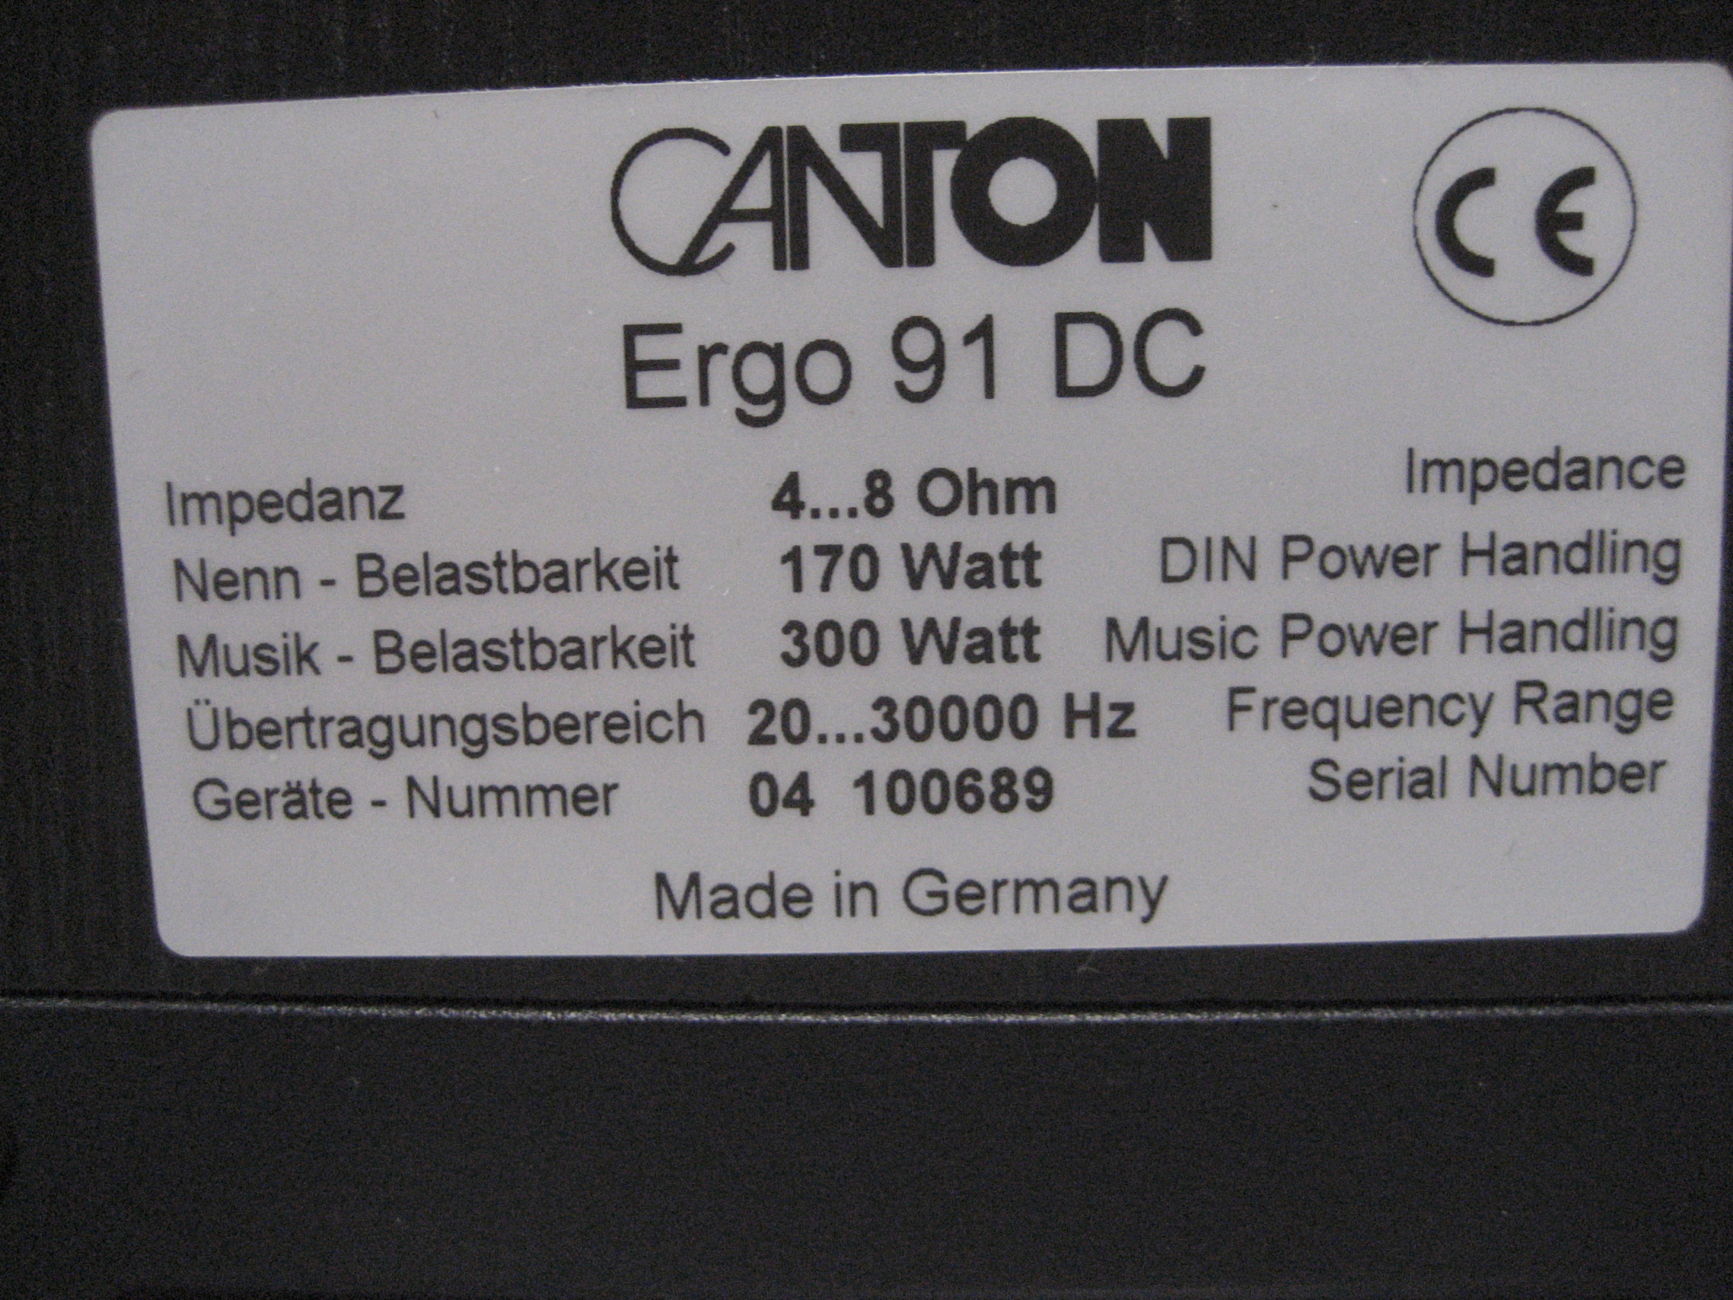 CANTON
CE
Ergo 91 DC
Impedanz 4...8 Ohm Impedance
Nenn - Belastbarkeit 170 Watt DIN Power Handling
Musik - Belastbarkeit 300 Watt Music Power Handling
Übertragungsbereich 20...30000 Hz Frequency Range
Geräte - Nummer 04 100689 Serial Number
Made in Germany